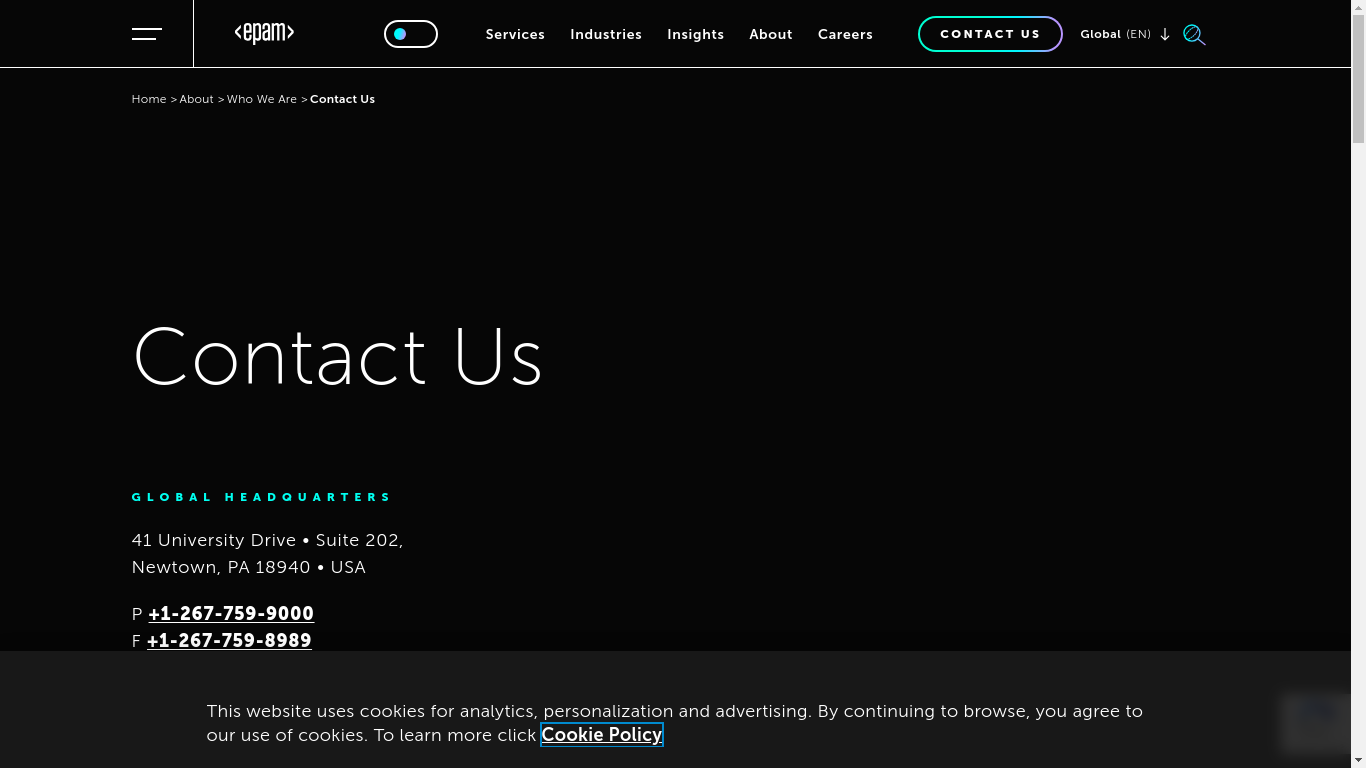 <epam>
Services Industries Insights About Careers
CONTACT US
Global (EN)
Home > About > Who We Are > Contact Us
Contact Us
GLOBAL HEADQUARTERS
41 University Drive • Suite 202,
Newtown, PA 18940 • USA
P +1-267-759-9000
F +1-267-759-8989
This website uses cookies for analytics, personalization and advertising. By continuing to browse, you agree to
our use of cookies. To learn more click Cookie Policy